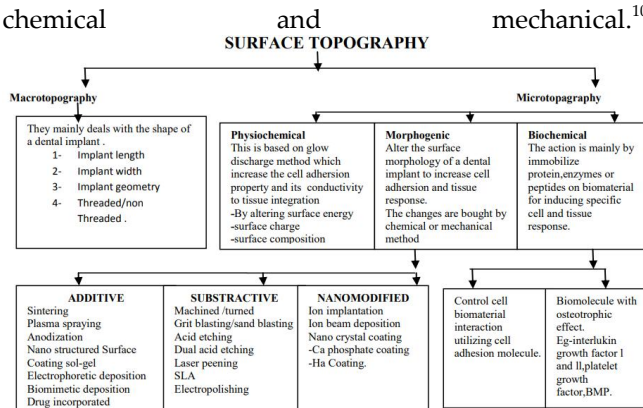 chemical and mechanical.10
SURFACE TOPOGRAPHY
Macrotopography
Microtopagraphy
They mainly deals with the shape of
a dental implant .
1- Implant length
2- Implant width
3- Implant geometry
4- Threaded/non
Threaded .
Physiochemical
This is based on glow
discharge method which
increase the cell adhesion
property and its conductivity
to tissue integration
-By altering surface energy
-surface charge
-surface composition
Morphogenic
Alter the surface
morphology of a dental
implant to increase cell
adhesion and tissue
response.
The changes are bought by
chemical or mechanical
method
Biochemical
The action is mainly by
immobilize
protein,enzymes or
peptides on biomaterial
for inducing specific
cell and tissue
response.
ADDITIVE
Sintering
Plasma spraying
Anodization
Nano structured Surface
Coating sol-gel
Electrophoretic deposition
Biomimetic deposition
Drug incorporated
SUBSTRACTIVE
Machined /turned
Grit blasting/sand blasting
Acid etching
Dual acid etching
Laser peening
SLA
Electropolishing
NANOMODIFIED
Ion implantation
Ion beam deposition
Nano crystal coating
-Ca phosphate coating
-Ha Coating.
Control cell
biomaterial
interaction
utilizing cell
adhesion molecule.
Biomolecule with
osteotrophic
effect.
Eg-interlukin
growth factor l
and ll,platelet
growth
factor,BMP.